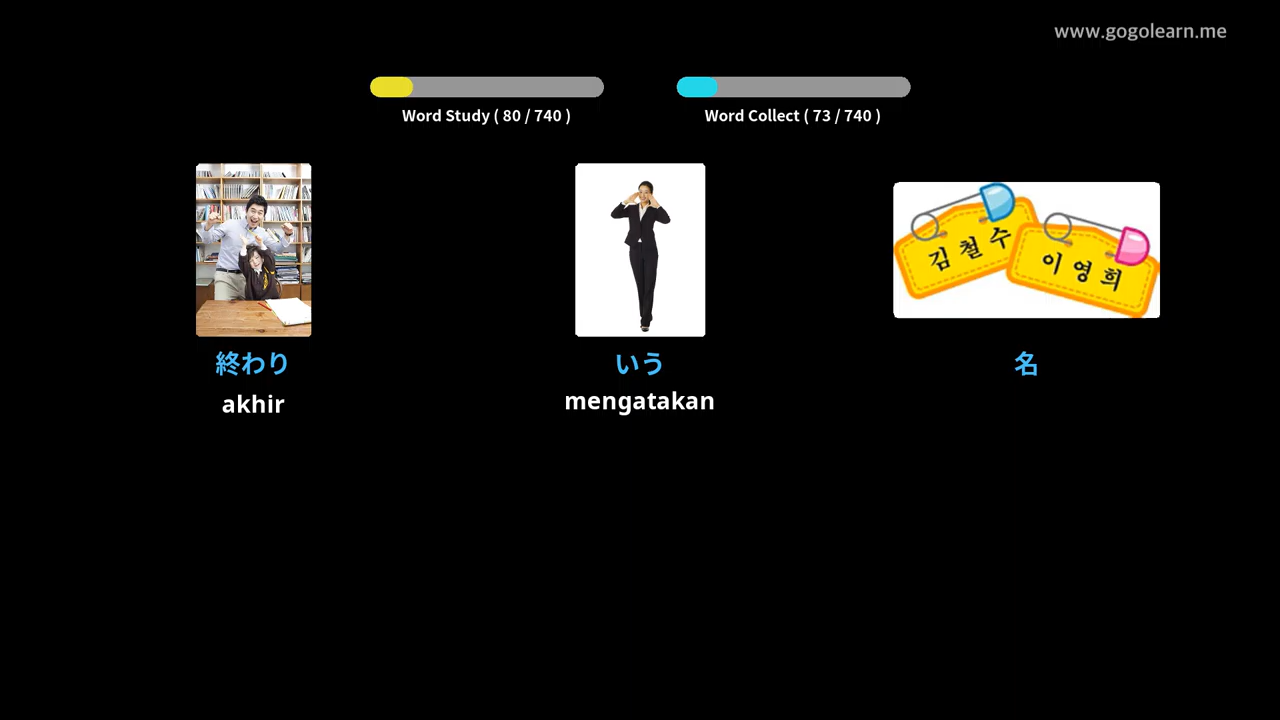 www.gogolearn.me
Word Study ( 80 / 740 )
Word Collect ( 73 / 740 )
김철수
이영희
終わり
いう
名
akhir
mengatakan